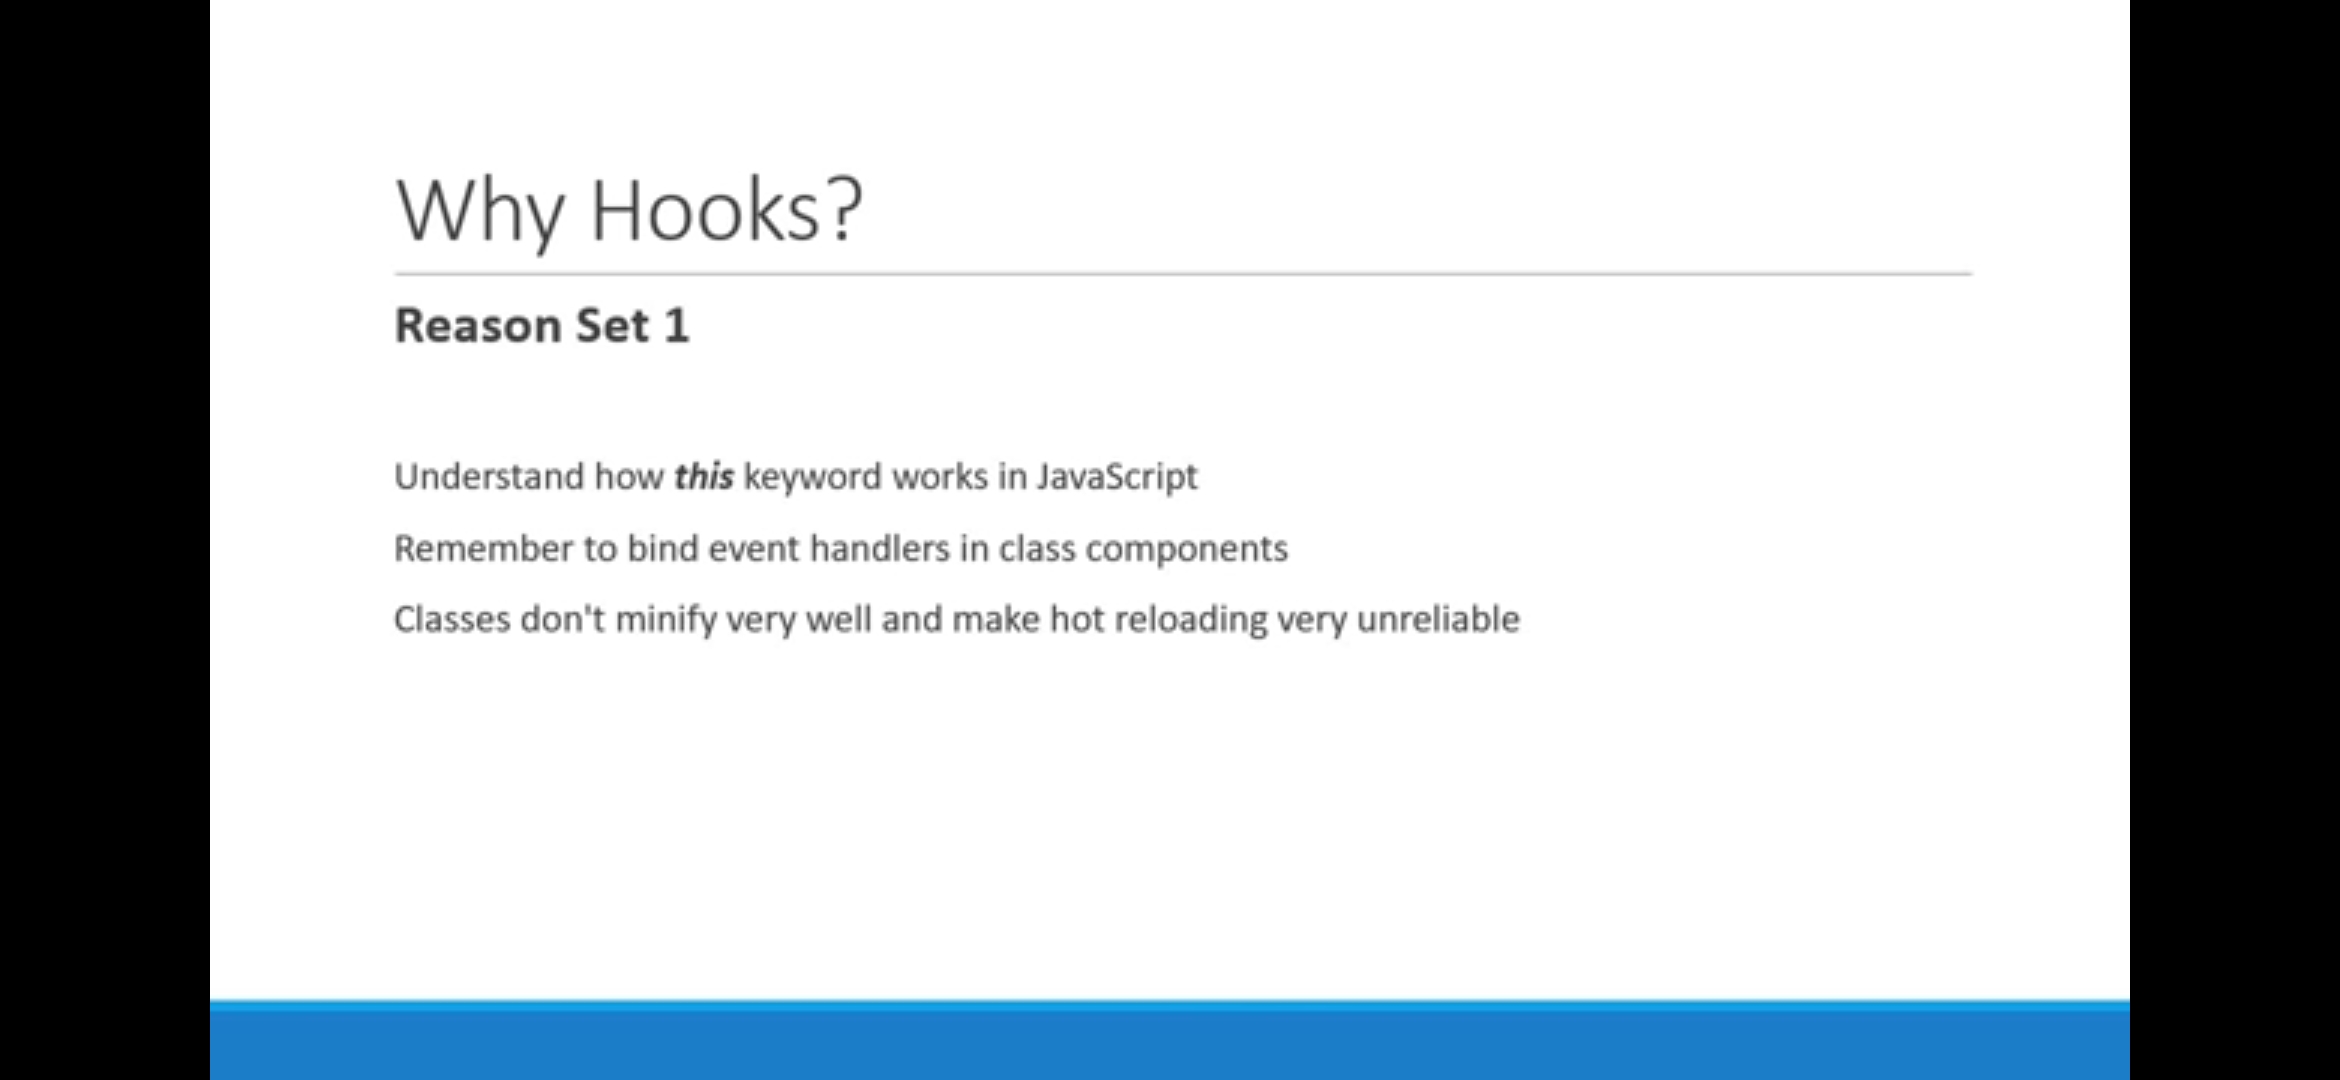 Why Hooks?
Reason Set 1
Understand how this keyword works in JavaScript
Remember to bind event handlers in class components
Classes don't minify very well and make hot reloading very unreliable